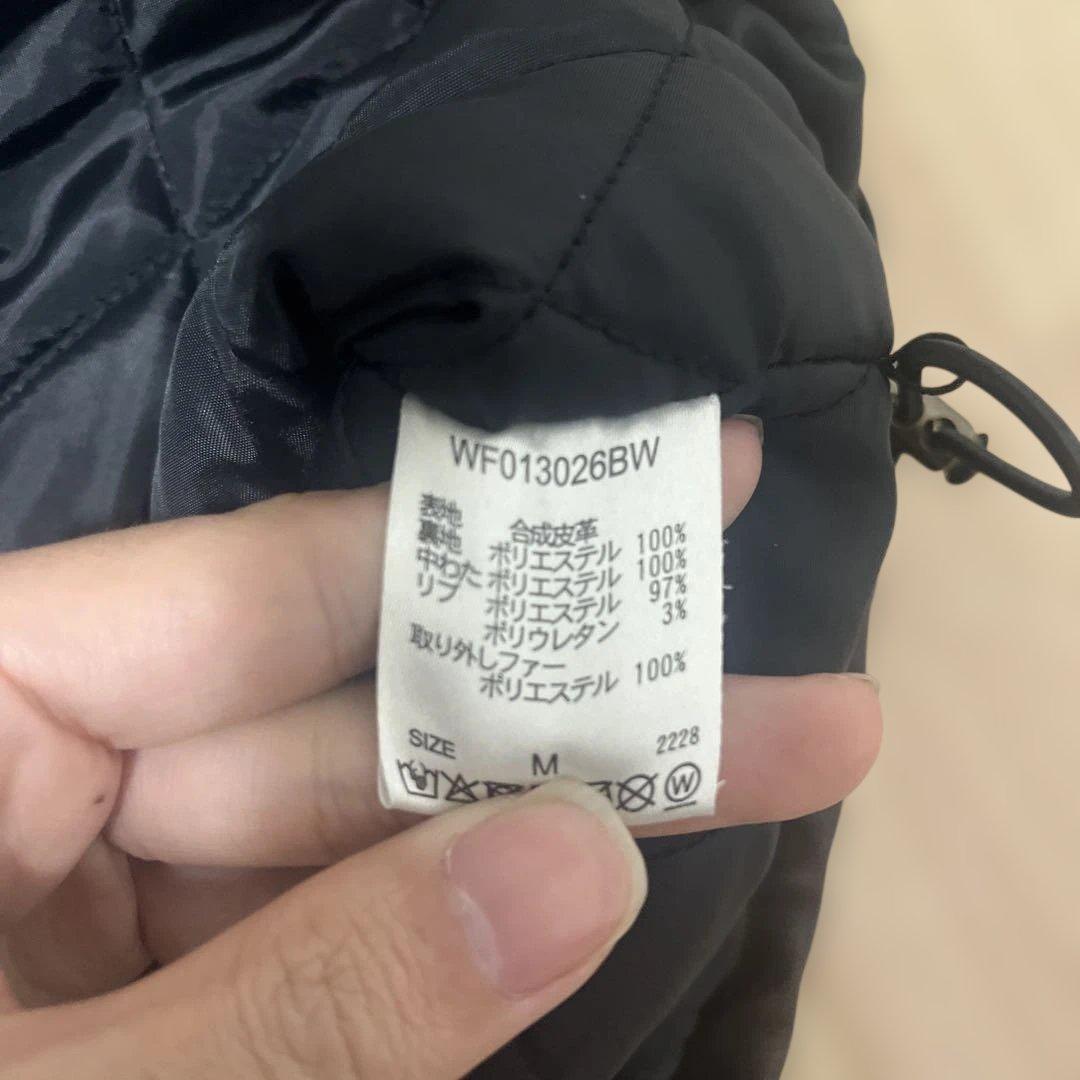 WF013026BW
表地 合成皮革
裏地 ポリエステル 100%
中わた ポリエステル 100%
リブ ポリエステル 97%
ポリウレタン 3%
取り外しファー
ポリエステル 100%
SIZE M 2228
W